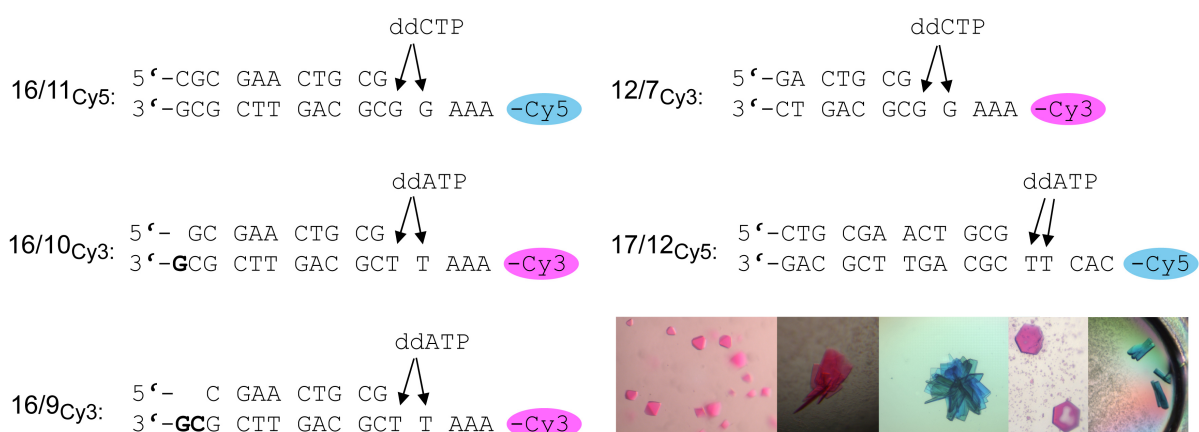 ddCTP
16/11Cy5: 5‘-CGC GAA CTG CG
3‘-GCG CTT GAC GCG G AAA -Cy5
ddCTP
12/7Cy3: 5‘-GA CTG CG
3‘-CT GAC GCG G AAA -Cy3
ddATP
16/10Cy3: 5‘- GC GAA CTG CG
3‘-GCG CTT GAC GCT T AAA -Cy3
ddATP
17/12Cy5: 5‘-CTG CGA ACT GCG
3‘-GAC GCT TGA CGC TT CAC -Cy5
ddATP
16/9Cy3: 5‘- C GAA CTG CG
3‘-GCG CTT GAC GCT T AAA -Cy3